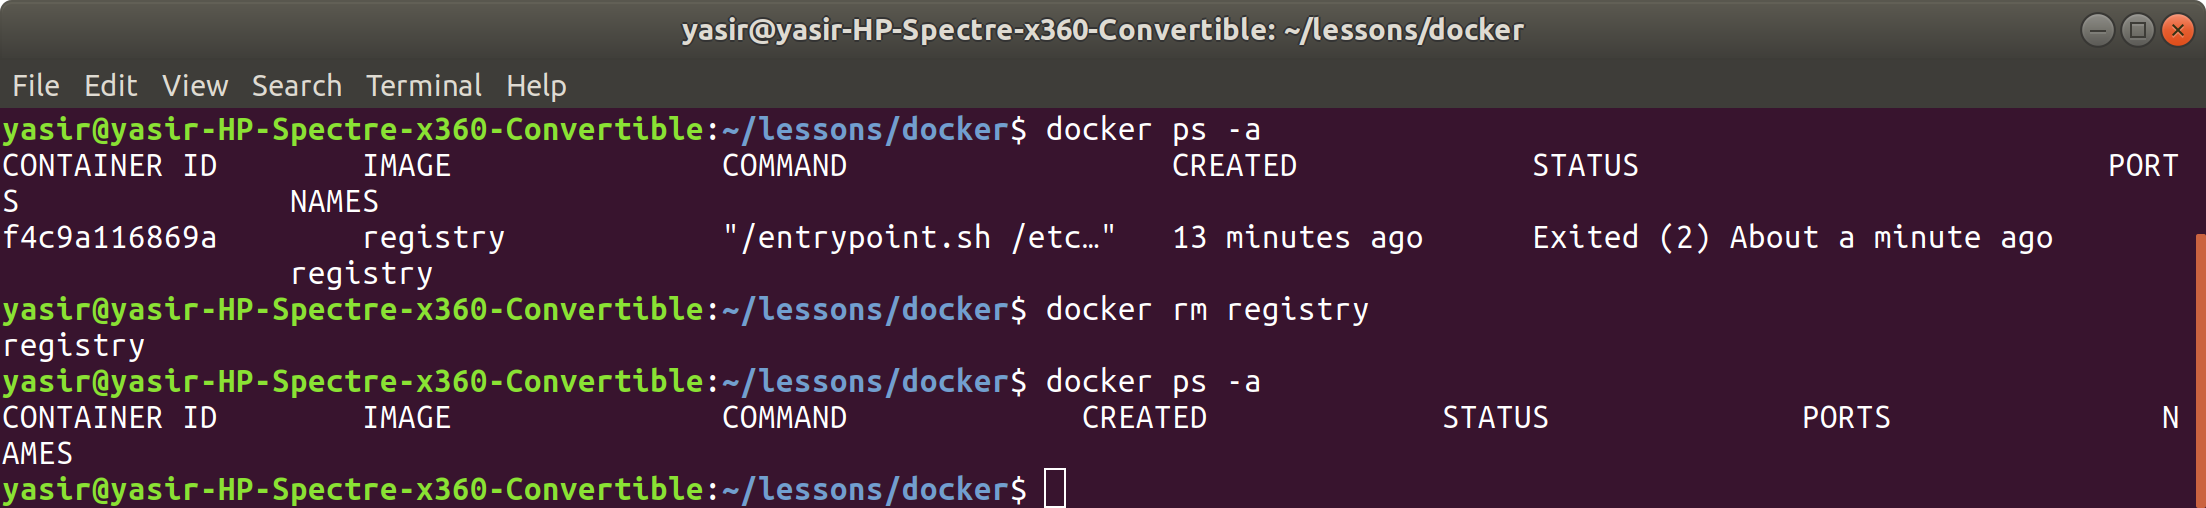 yasir@yasir-HP-Spectre-x360-Convertible: ~/lessons/docker
File Edit View Search Terminal Help
yasir@yasir-HP-Spectre-x360-Convertible:~/lessons/docker$ docker ps -a
CONTAINER ID        IMAGE               COMMAND                  CREATED             STATUS                          PORT
S               NAMES
f4c9a116869a        registry            "/entrypoint.sh /etc…"   13 minutes ago      Exited (2) About a minute ago
                registry
yasir@yasir-HP-Spectre-x360-Convertible:~/lessons/docker$ docker rm registry
registry
yasir@yasir-HP-Spectre-x360-Convertible:~/lessons/docker$ docker ps -a
CONTAINER ID        IMAGE               COMMAND             CREATED             STATUS              PORTS               N
AMES
yasir@yasir-HP-Spectre-x360-Convertible:~/lessons/docker$